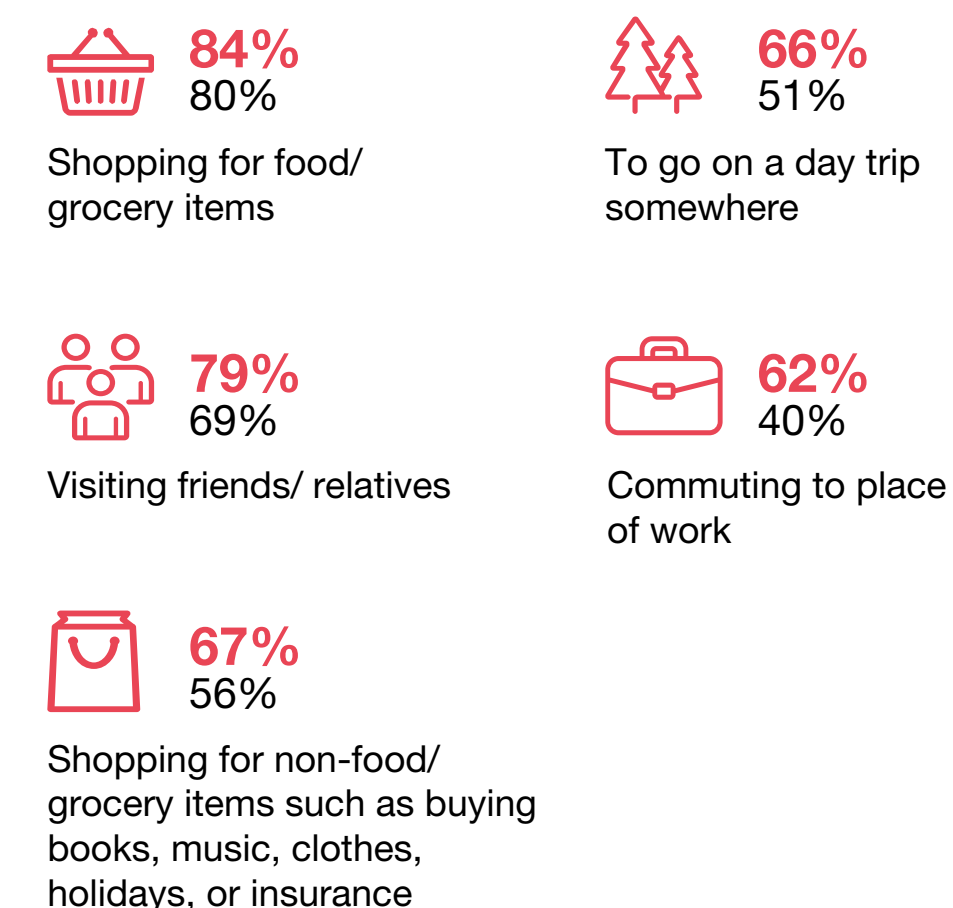 84%
80%
Shopping for food/
grocery items
66%
51%
To go on a day trip
somewhere
79%
69%
Visiting friends/ relatives
62%
40%
Commuting to place
of work
67%
56%
Shopping for non-food/
grocery items such as buying
books, music, clothes,
holidays, or insurance